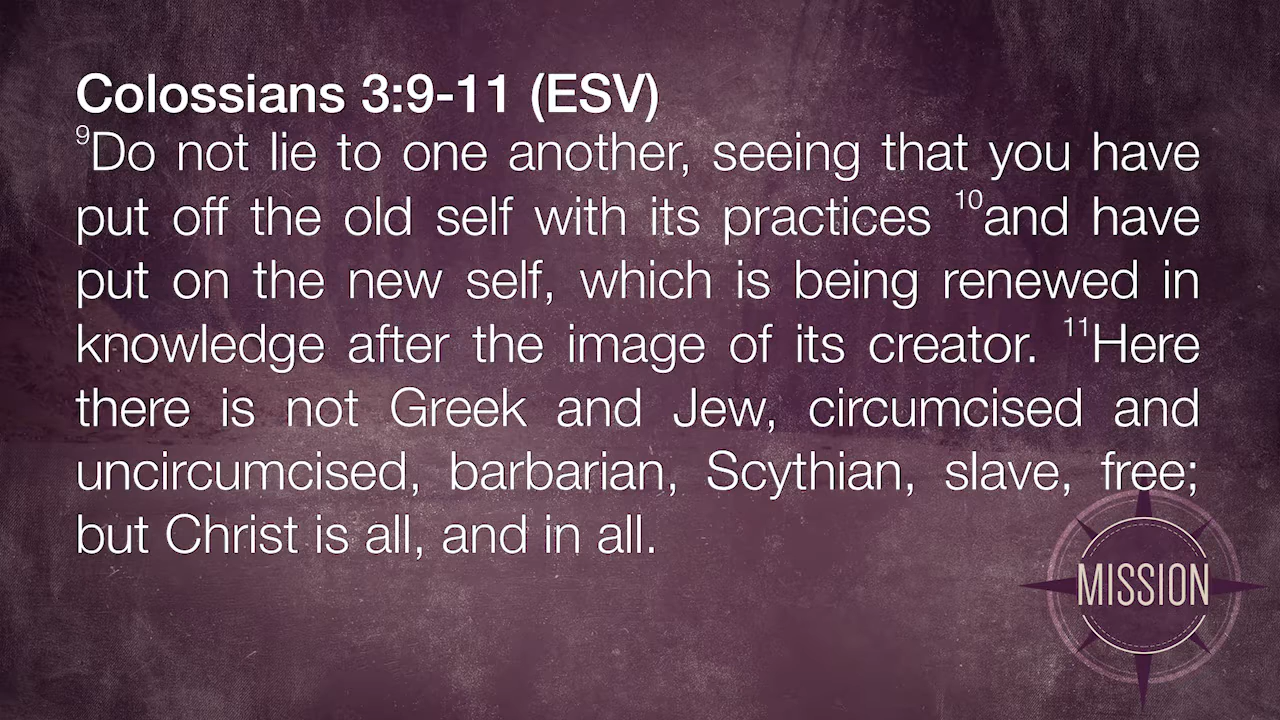 Colossians 3:9-11 (ESV)
⁹Do not lie to one another, seeing that you have
put off the old self with its practices ¹⁰and have
put on the new self, which is being renewed in
knowledge after the image of its creator. ¹¹Here
there is not Greek and Jew, circumcised and
uncircumcised, barbarian, Scythian, slave, free;
but Christ is all, and in all.
MISSION